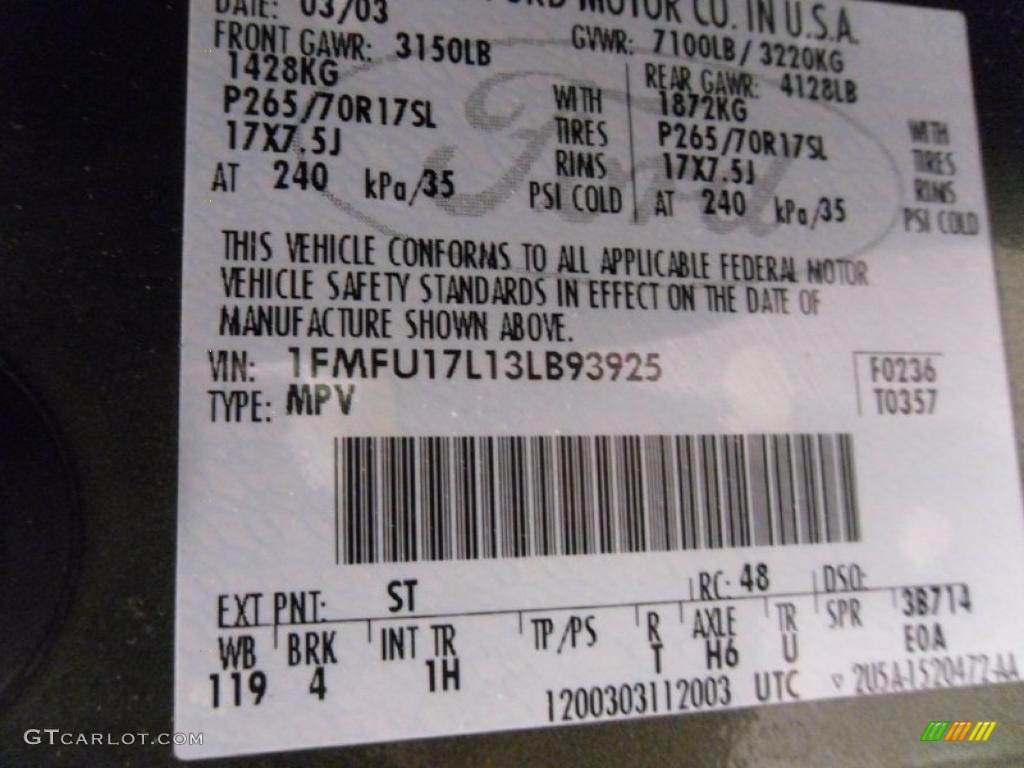 DATE: 03/03 FORD MOTOR CO. IN U.S.A.
FRONT GAWR: 3150LB GVWR: 7100LB/ 3220KG
1428KG REAR GAWR: 4128LB
P265/70R17SL WITH 1872KG
17X7.5J TIRES P265/70R17SL WITH
RIMS 17X7.5J TIRES
AT 240 kPa/35 PSI COLD AT 240 kPa/35 RIMS
PSI COLD
Ford
THIS VEHICLE CONFORMS TO ALL APPLICABLE FEDERAL MOTOR
VEHICLE SAFETY STANDARDS IN EFFECT ON THE DATE OF
MANUFACTURE SHOWN ABOVE.
VIN: 1FMFU17L13LB93925 F0236
TYPE: MPV T0357
EXT PNT: ST RC: 48 DSO:
WB BRK INT TR TP/PS R AXLE TR SPR 38714
119 4 1H T H6 U E0A
1200303112003 UTC ▽ 2U5A-1520472-AA
GTCARLOT.COM